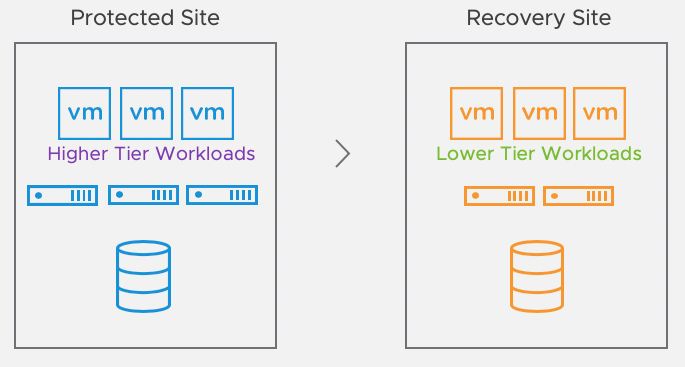 Protected Site
Recovery Site
vm vm vm
vm vm vm
Higher Tier Workloads
Lower Tier Workloads